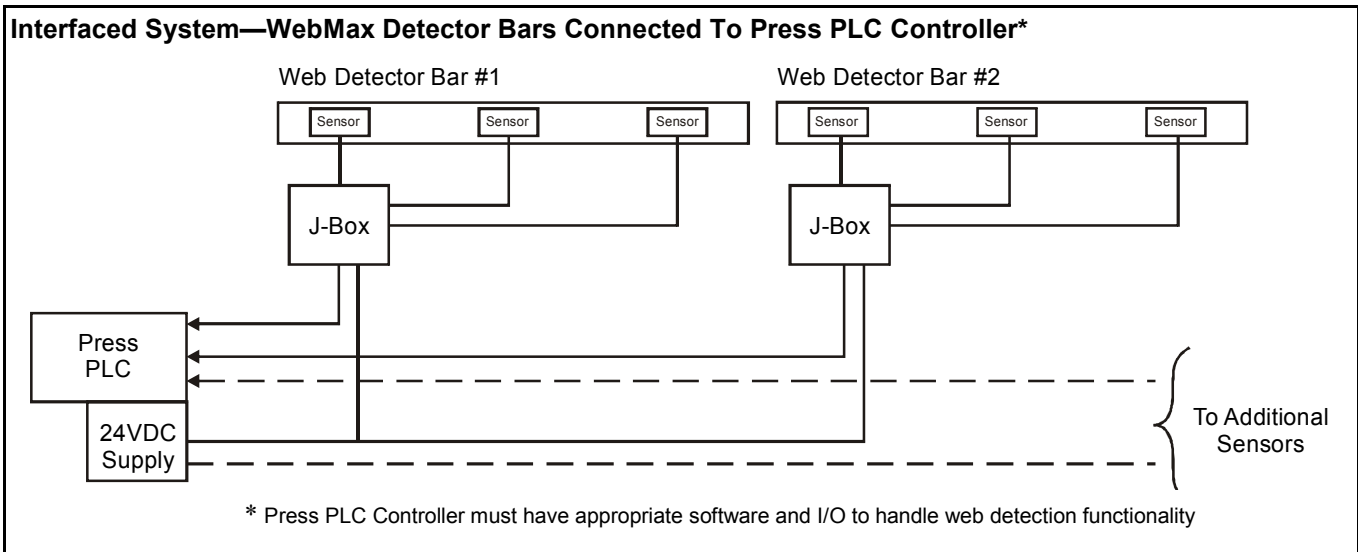 Interfaced System—WebMax Detector Bars Connected To Press PLC Controller*
Web Detector Bar #1
Web Detector Bar #2
Sensor
Sensor
Sensor
Sensor
Sensor
Sensor
J-Box
J-Box
Press
PLC
24VDC
Supply
To Additional
Sensors
* Press PLC Controller must have appropriate software and I/O to handle web detection functionality